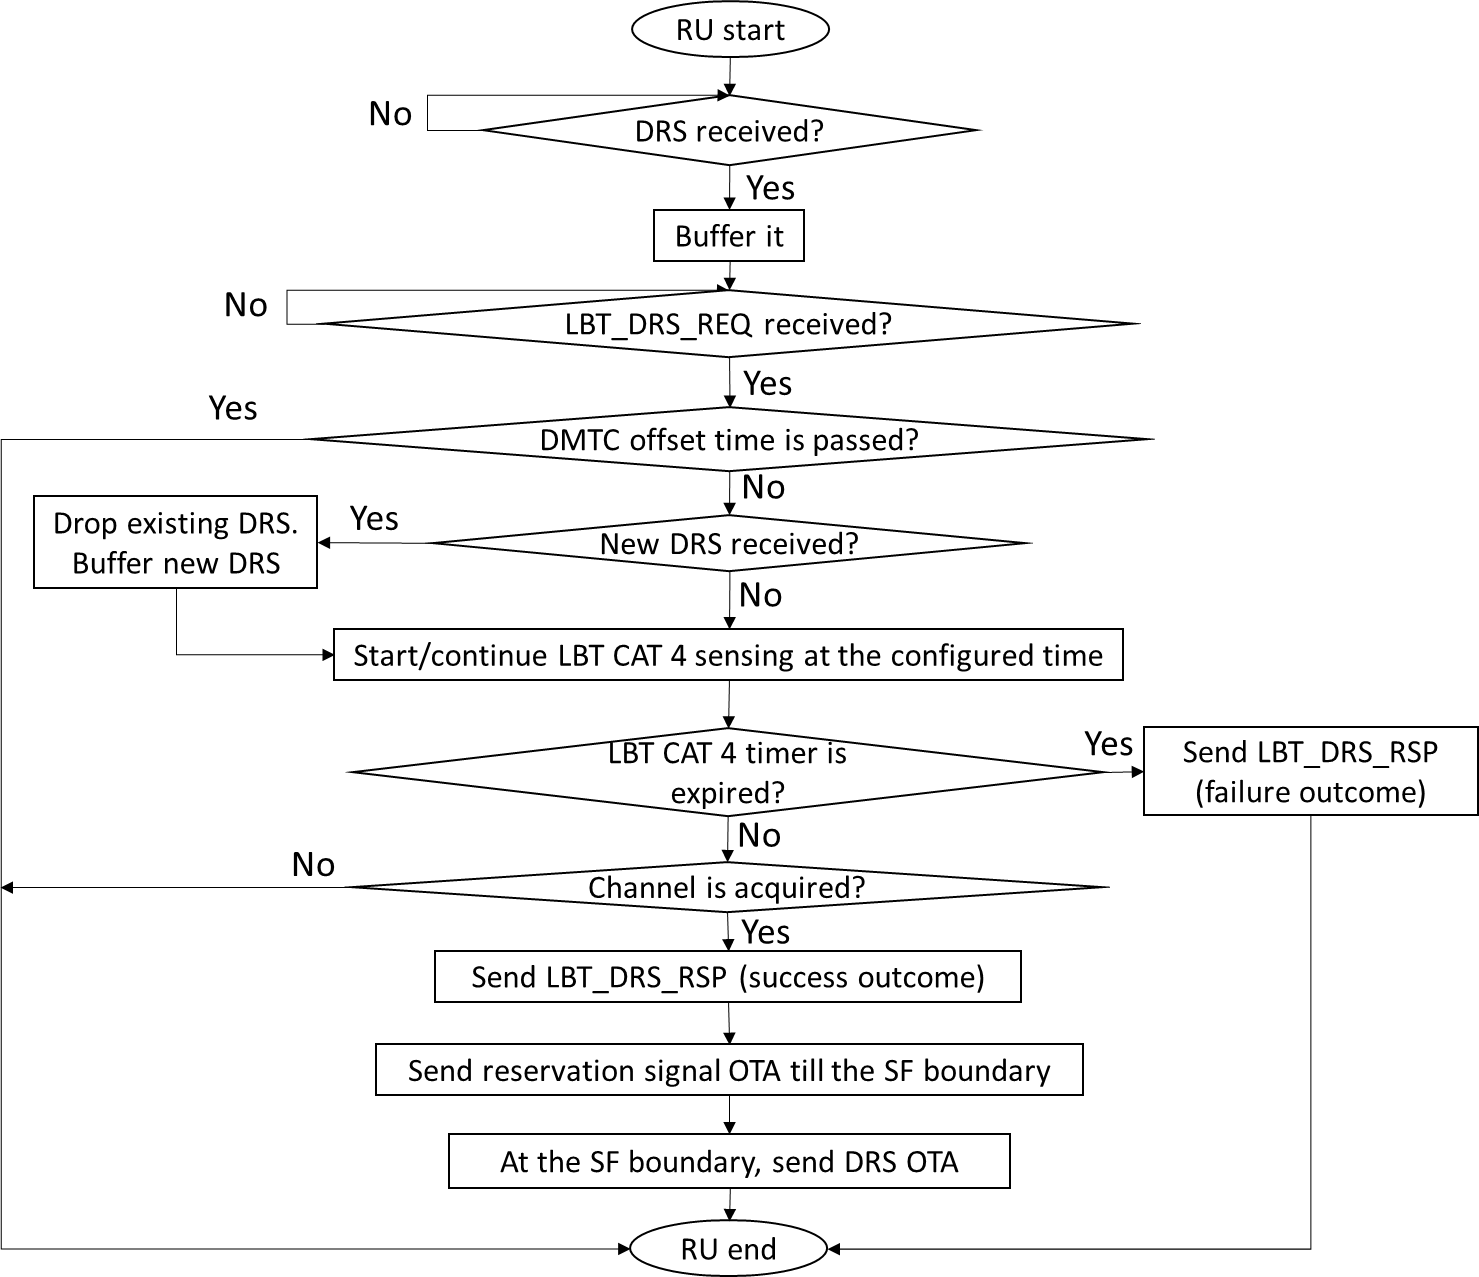 RU start
No
DRS received?
Yes
Buffer it
No
LBT_DRS_REQ received?
Yes
Yes
DMTC offset time is passed?
No
Drop existing DRS.
Buffer new DRS
Yes
New DRS received?
No
Start/continue LBT CAT 4 sensing at the configured time
LBT CAT 4 timer is
expired?
Yes
Send LBT_DRS_RSP
(failure outcome)
No
No
Channel is acquired?
Yes
Send LBT_DRS_RSP (success outcome)
Send reservation signal OTA till the SF boundary
At the SF boundary, send DRS OTA
RU end